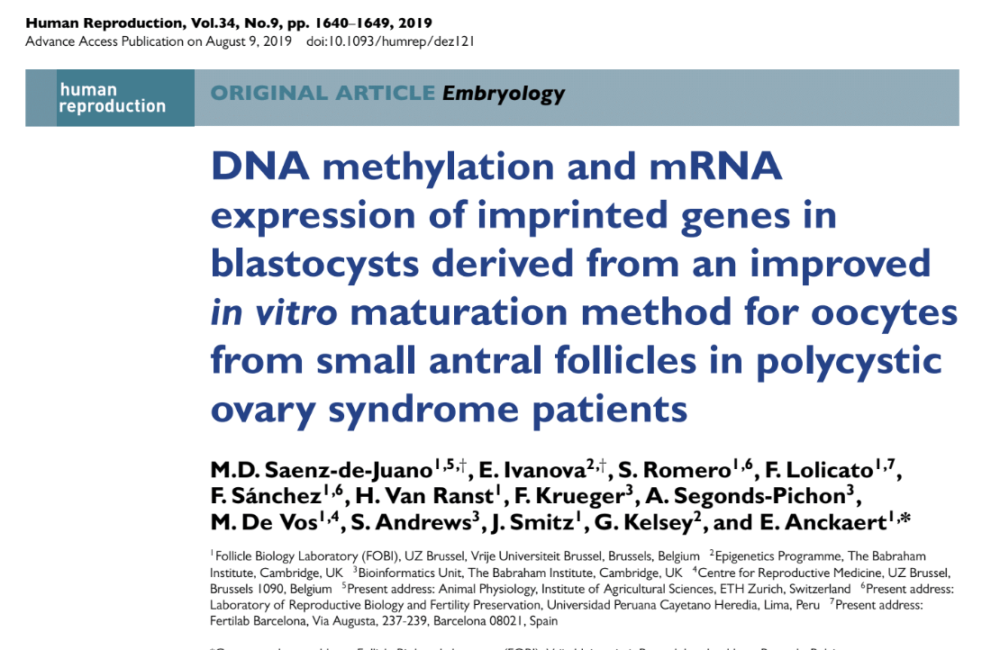 Human Reproduction, Vol.34, No.9, pp. 1640–1649, 2019
Advance Access Publication on August 9, 2019 doi:10.1093/humrep/dez121
human
reproduction
ORIGINAL ARTICLE Embryology
DNA methylation and mRNA
expression of imprinted genes in
blastocysts derived from an improved
in vitro maturation method for oocytes
from small antral follicles in polycystic
ovary syndrome patients
M.D. Saenz-de-Juano1,5,†, E. Ivanova2,†, S. Romero1,6, F. Lolicato1,7,
F. Sánchez1,6, H. Van Ranst1, F. Krueger3, A. Segonds-Pichon3,
M. De Vos1,4, S. Andrews3, J. Smitz1, G. Kelsey2, and E. Anckaert1,*
1Follicle Biology Laboratory (FOBI), UZ Brussel, Vrije Universiteit Brussel, Brussels, Belgium 2Epigenetics Programme, The Babraham
Institute, Cambridge, UK 3Bioinformatics Unit, The Babraham Institute, Cambridge, UK 4Centre for Reproductive Medicine, UZ Brussel,
Brussels 1090, Belgium 5Present address: Animal Physiology, Institute of Agricultural Sciences, ETH Zurich, Switzerland 6Present address:
Laboratory of Reproductive Biology and Fertility Preservation, Universidad Peruana Cayetano Heredia, Lima, Peru 7Present address:
Fertilab Barcelona, Via Augusta, 237-239, Barcelona 08021, Spain